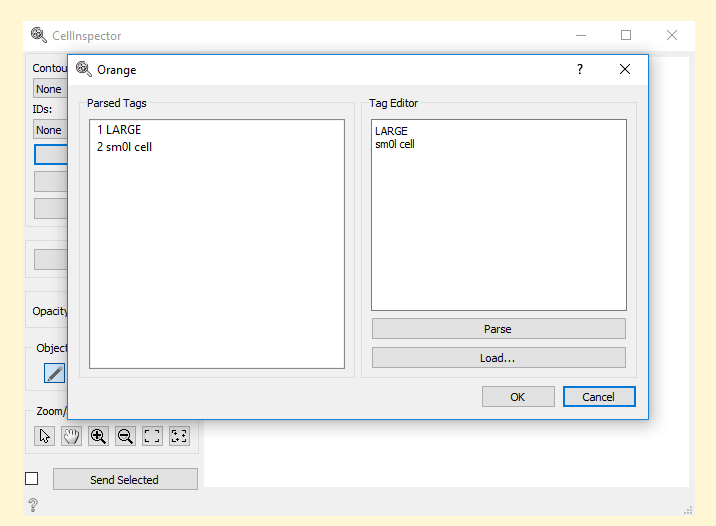 CellInspector
Orange
?
Contou
None
IDs:
None
Opacity
Object
Zoom/
Send Selected
?
Parsed Tags
1 LARGE
2 sm0l cell
Tag Editor
LARGE
sm0l cell
Parse
Load...
OK
Cancel